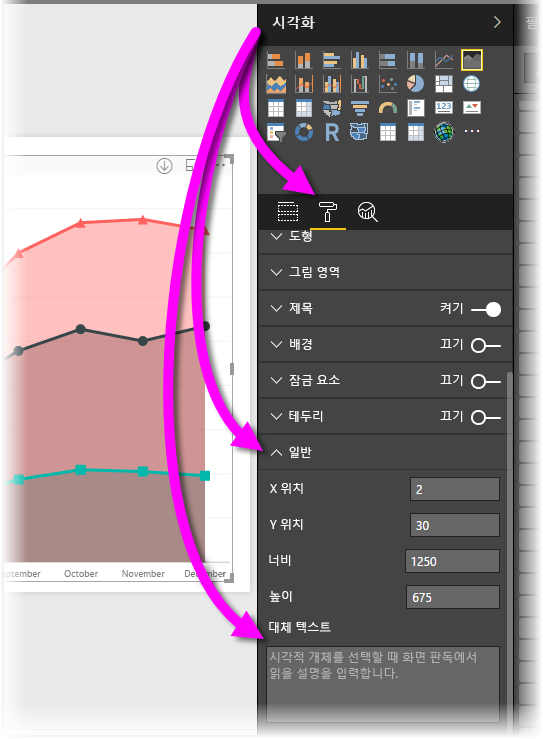 시각화
R
123
도형
그림 영역
제목 켜기
배경 끄기
잠금 요소 끄기
테두리 끄기
일반
X 위치 2
Y 위치 30
너비 1250
높이 675
대체 텍스트
시각적 개체를 선택할 때 화면 판독에서
읽을 설명을 입력합니다.
October November December